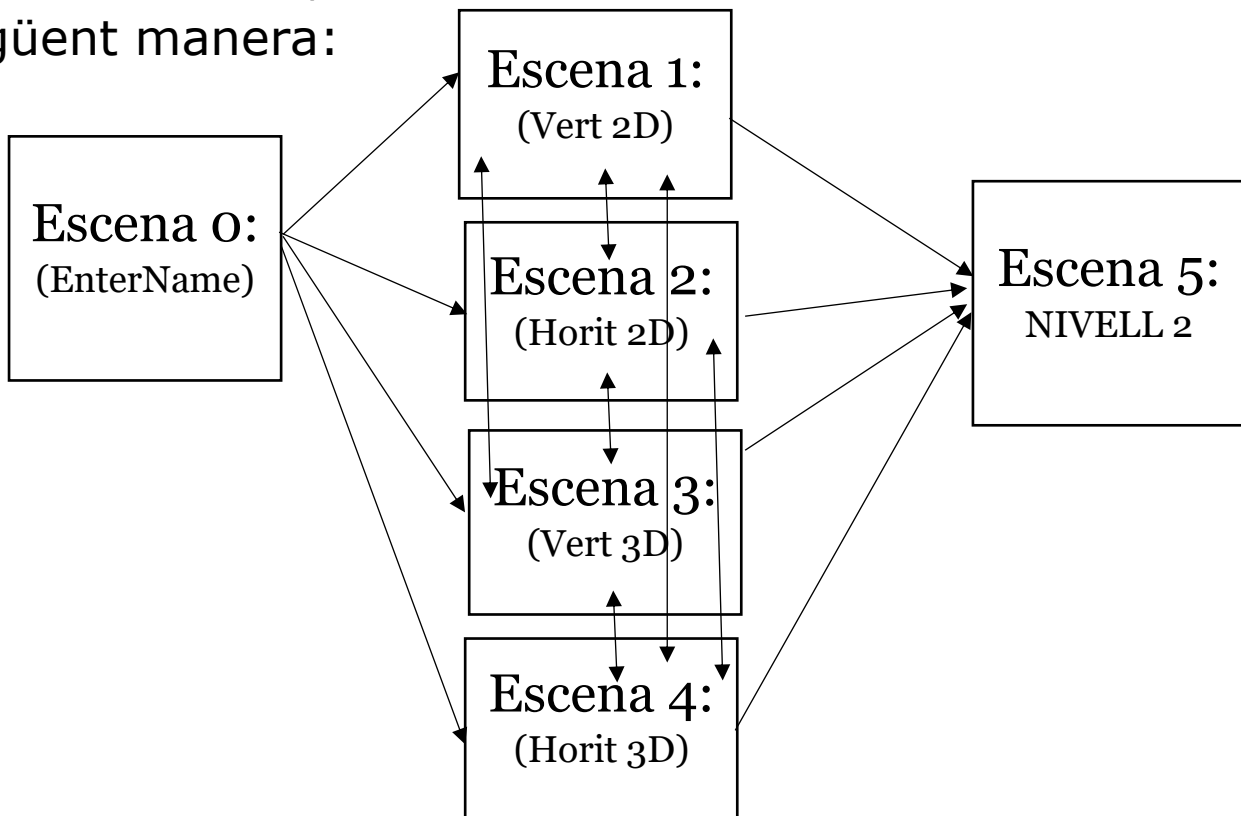 güent manera:
Escena 0:
(EnterName)
Escena 1:
(Vert 2D)
Escena 2:
(Horit 2D)
Escena 3:
(Vert 3D)
Escena 4:
(Horit 3D)
Escena 5:
NIVELL 2